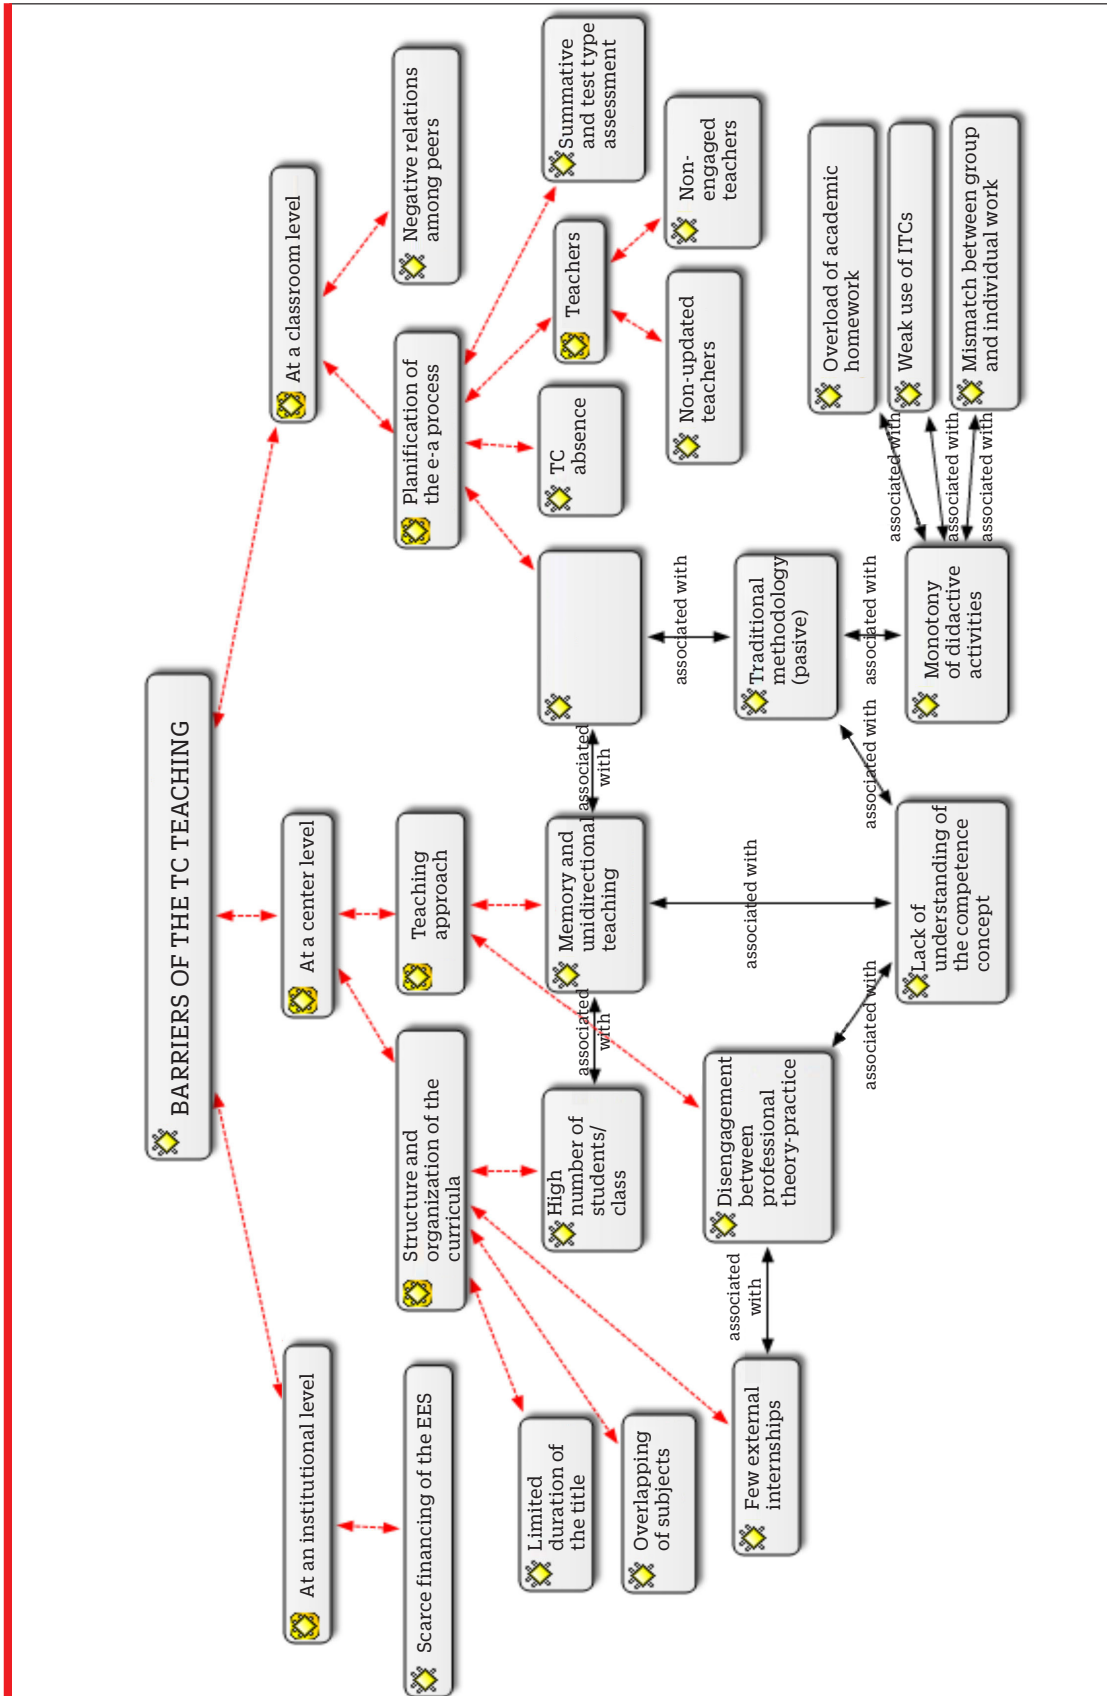 BARRIERS OF THE TC TEACHING
At an institutional level
At a center level
At a classroom level
Scarce financing of the EES
Structure and
organization of the
curricula
Teaching
approach
Planification of
the e-a process
Negative relations
among peers
Limited
duration of
the title
High
number of
students/
class
associated
with
Memory and
unidirectional
teaching
associated
with
TC
absence
Teachers
Summative
and test type
assessment
Overlapping
of subjects
associated with
Non-updated
teachers
Non-
engaged
teachers
Few external
internships
associated
with
Disengagement
between
professional
theory-practice
associated with
Traditional
methodology
(pasive)
associated with
associated with
associated with
Lack of
understanding of
the competence
concept
Monotony
of didactive
activities
associated with
associated with
associated with
Overload of academic
homework
Weak use of ITCs
Mismatch between group
and individual work